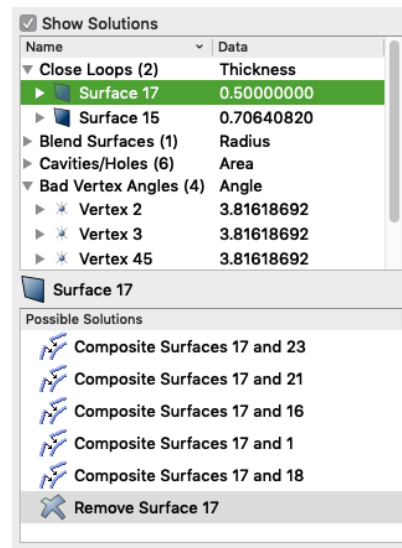 Show Solutions
Name Data
Close Loops (2) Thickness
Surface 17 0.50000000
Surface 15 0.70640820
Blend Surfaces (1) Radius
Cavities/Holes (6) Area
Bad Vertex Angles (4) Angle
Vertex 2 3.81618692
Vertex 3 3.81618692
Vertex 45 3.81618692
Surface 17
Possible Solutions
Composite Surfaces 17 and 23
Composite Surfaces 17 and 21
Composite Surfaces 17 and 16
Composite Surfaces 17 and 1
Composite Surfaces 17 and 18
Remove Surface 17